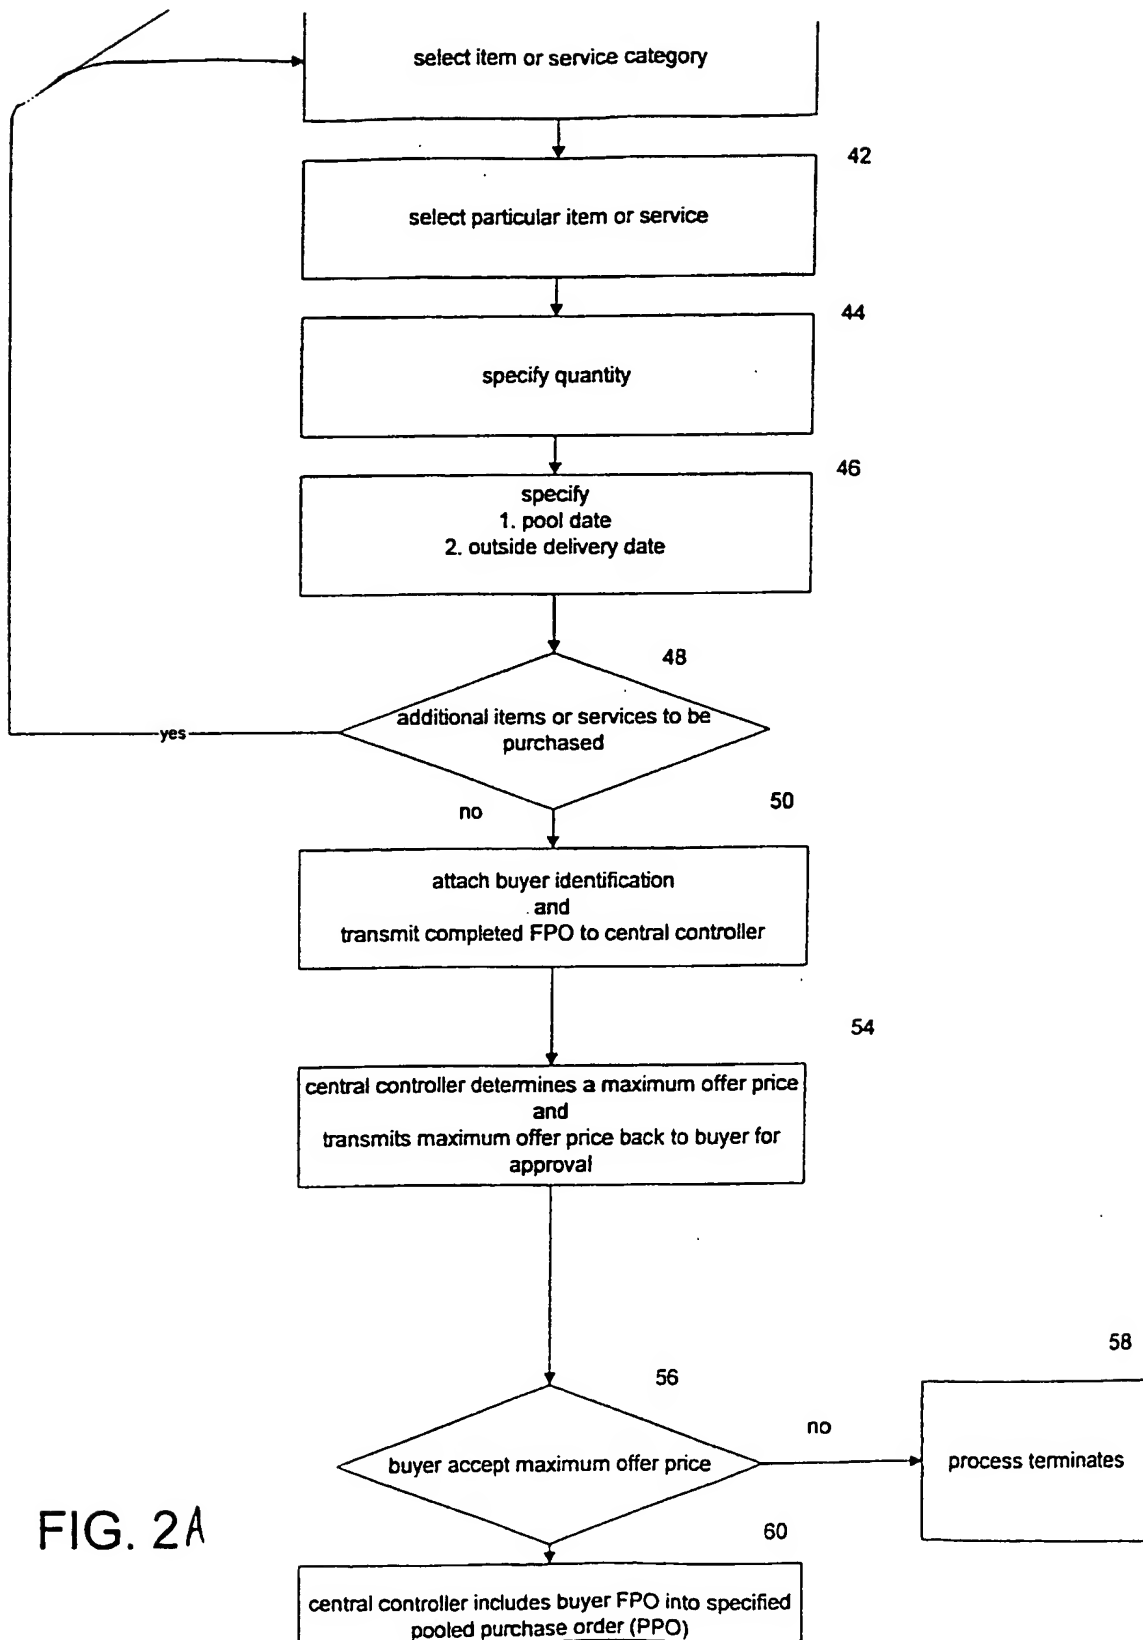 select item or service category
42
select particular item or service
44
specify quantity
46
specify
1. pool date
2. outside delivery date
48
additional items or services to be
purchased
yes
no
50
attach buyer identification
and
transmit completed FPO to central controller
54
central controller determines a maximum offer price
and
transmits maximum offer price back to buyer for
approval
56
buyer accept maximum offer price
no
58
process terminates
FIG. 2A
60
central controller includes buyer FPO into specified
pooled purchase order (PPO)